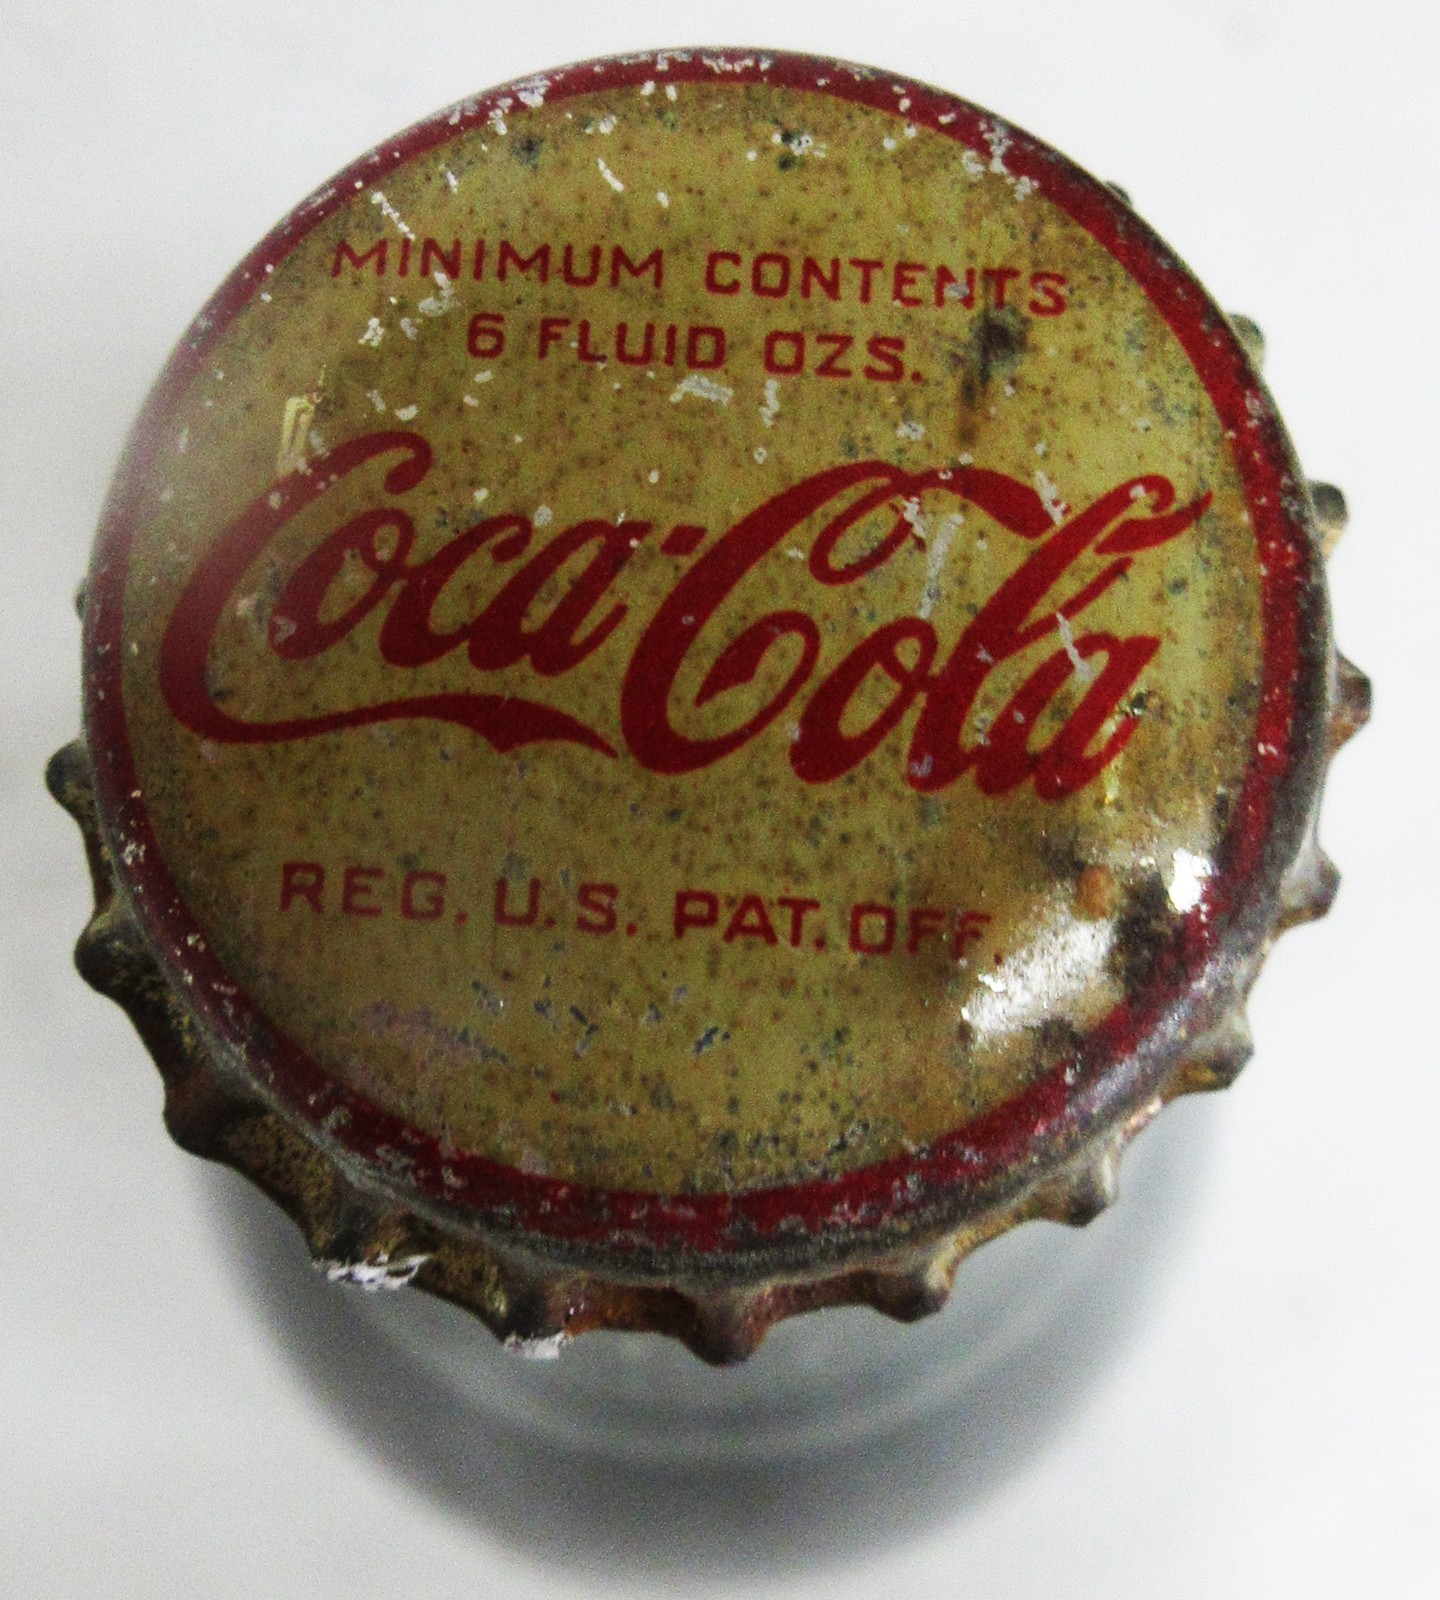 MINIMUM CONTENTS
6 FLUID OZS.
Coca-Cola
REG. U.S. PAT. OFF.